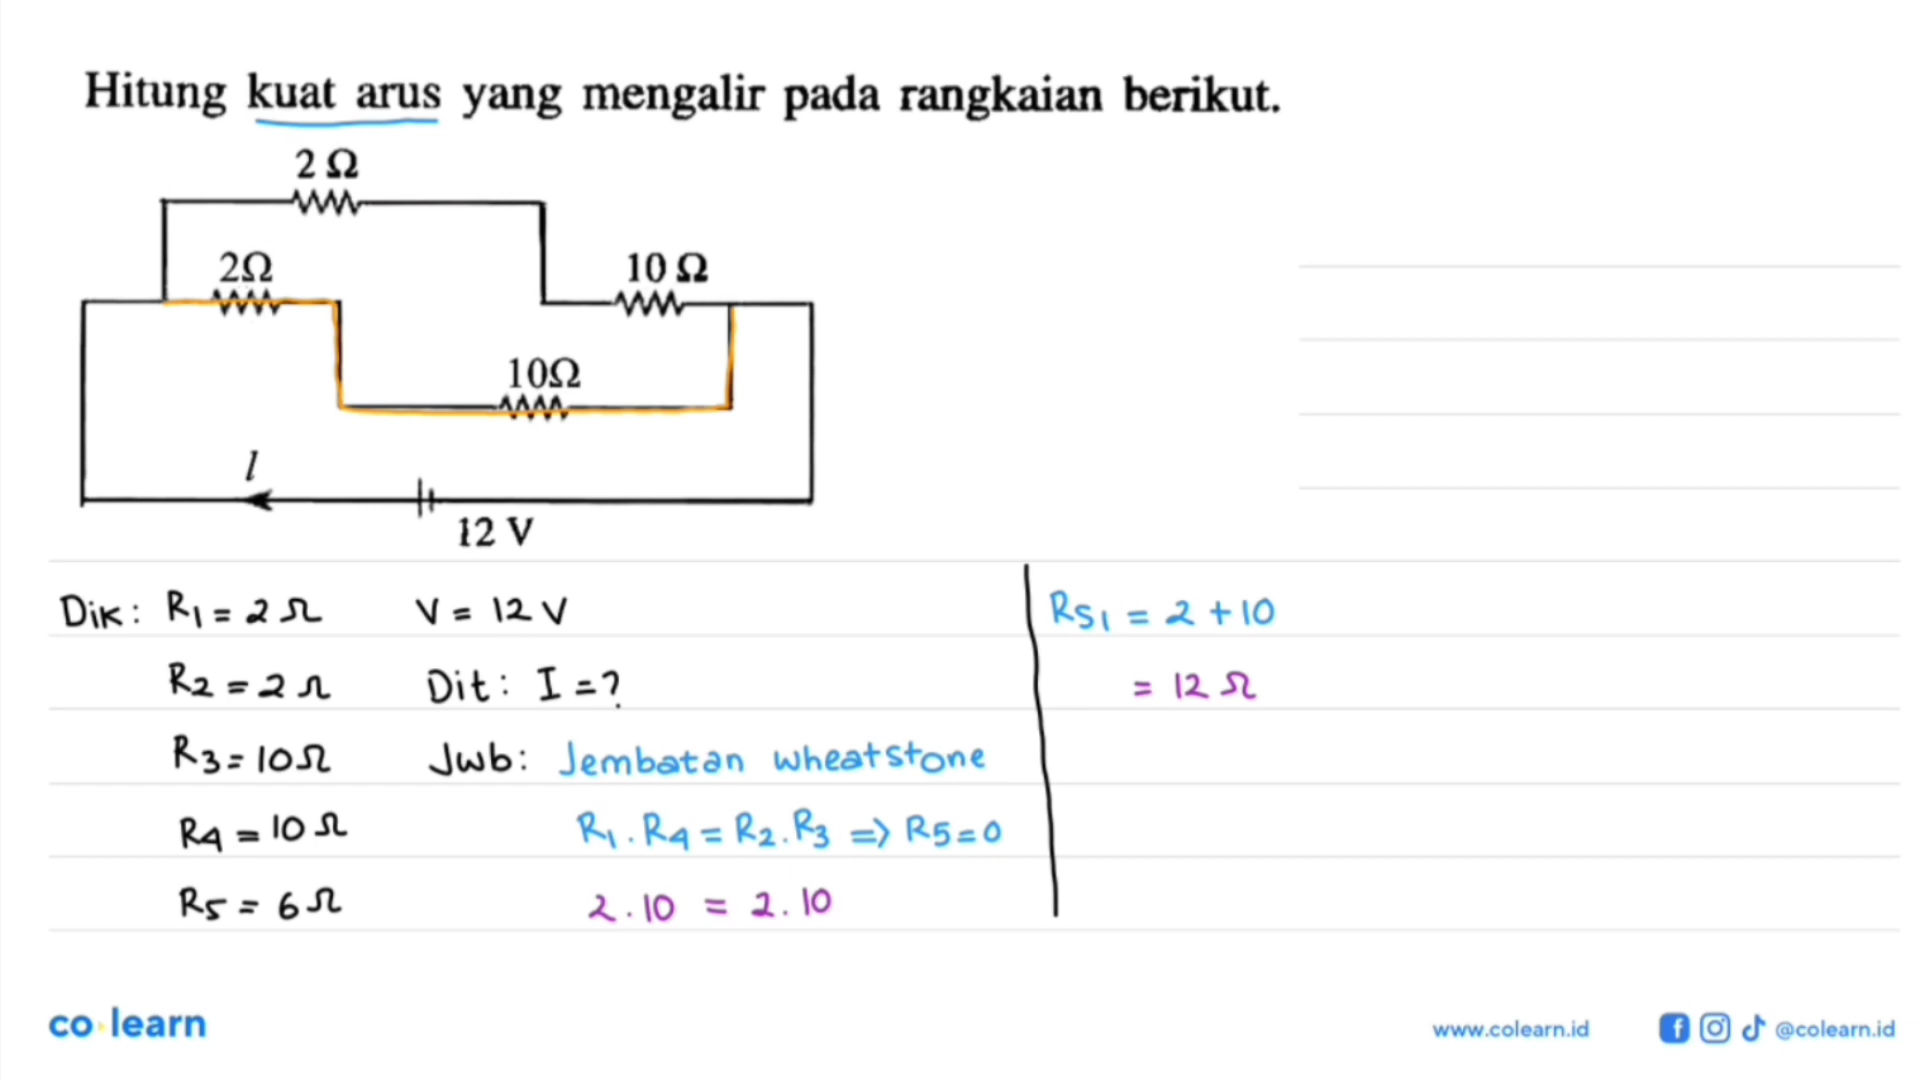 Hitung kuat arus yang mengalir pada rangkaian berikut.
2 Ω
2Ω
10 Ω
10Ω
l
12 V
Dik: R1 = 2 Ω V = 12 V
R2 = 2 Ω Dit: I = ?
R3 = 10 Ω Jwb: Jembatan wheatstone
R4 = 10 Ω R1 . R4 = R2 . R3 => R5 = 0
R5 = 6 Ω 2 . 10 = 2 . 10
RS1 = 2 + 10
= 12 Ω
co learn
www.colearn.id
@colearn.id